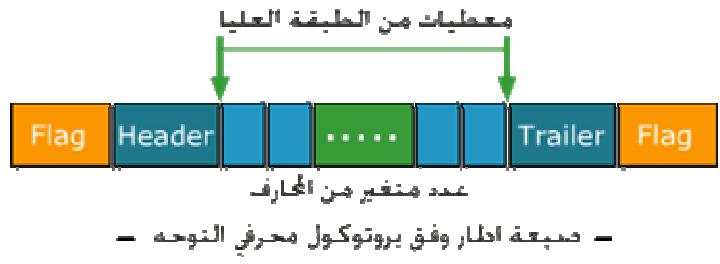 معطيات من الطبقة العليا
Flag Header ..... Trailer Flag
عدد متغير من المحارف
– صيغة اطار وفق بروتوكول محرفي التوجه –